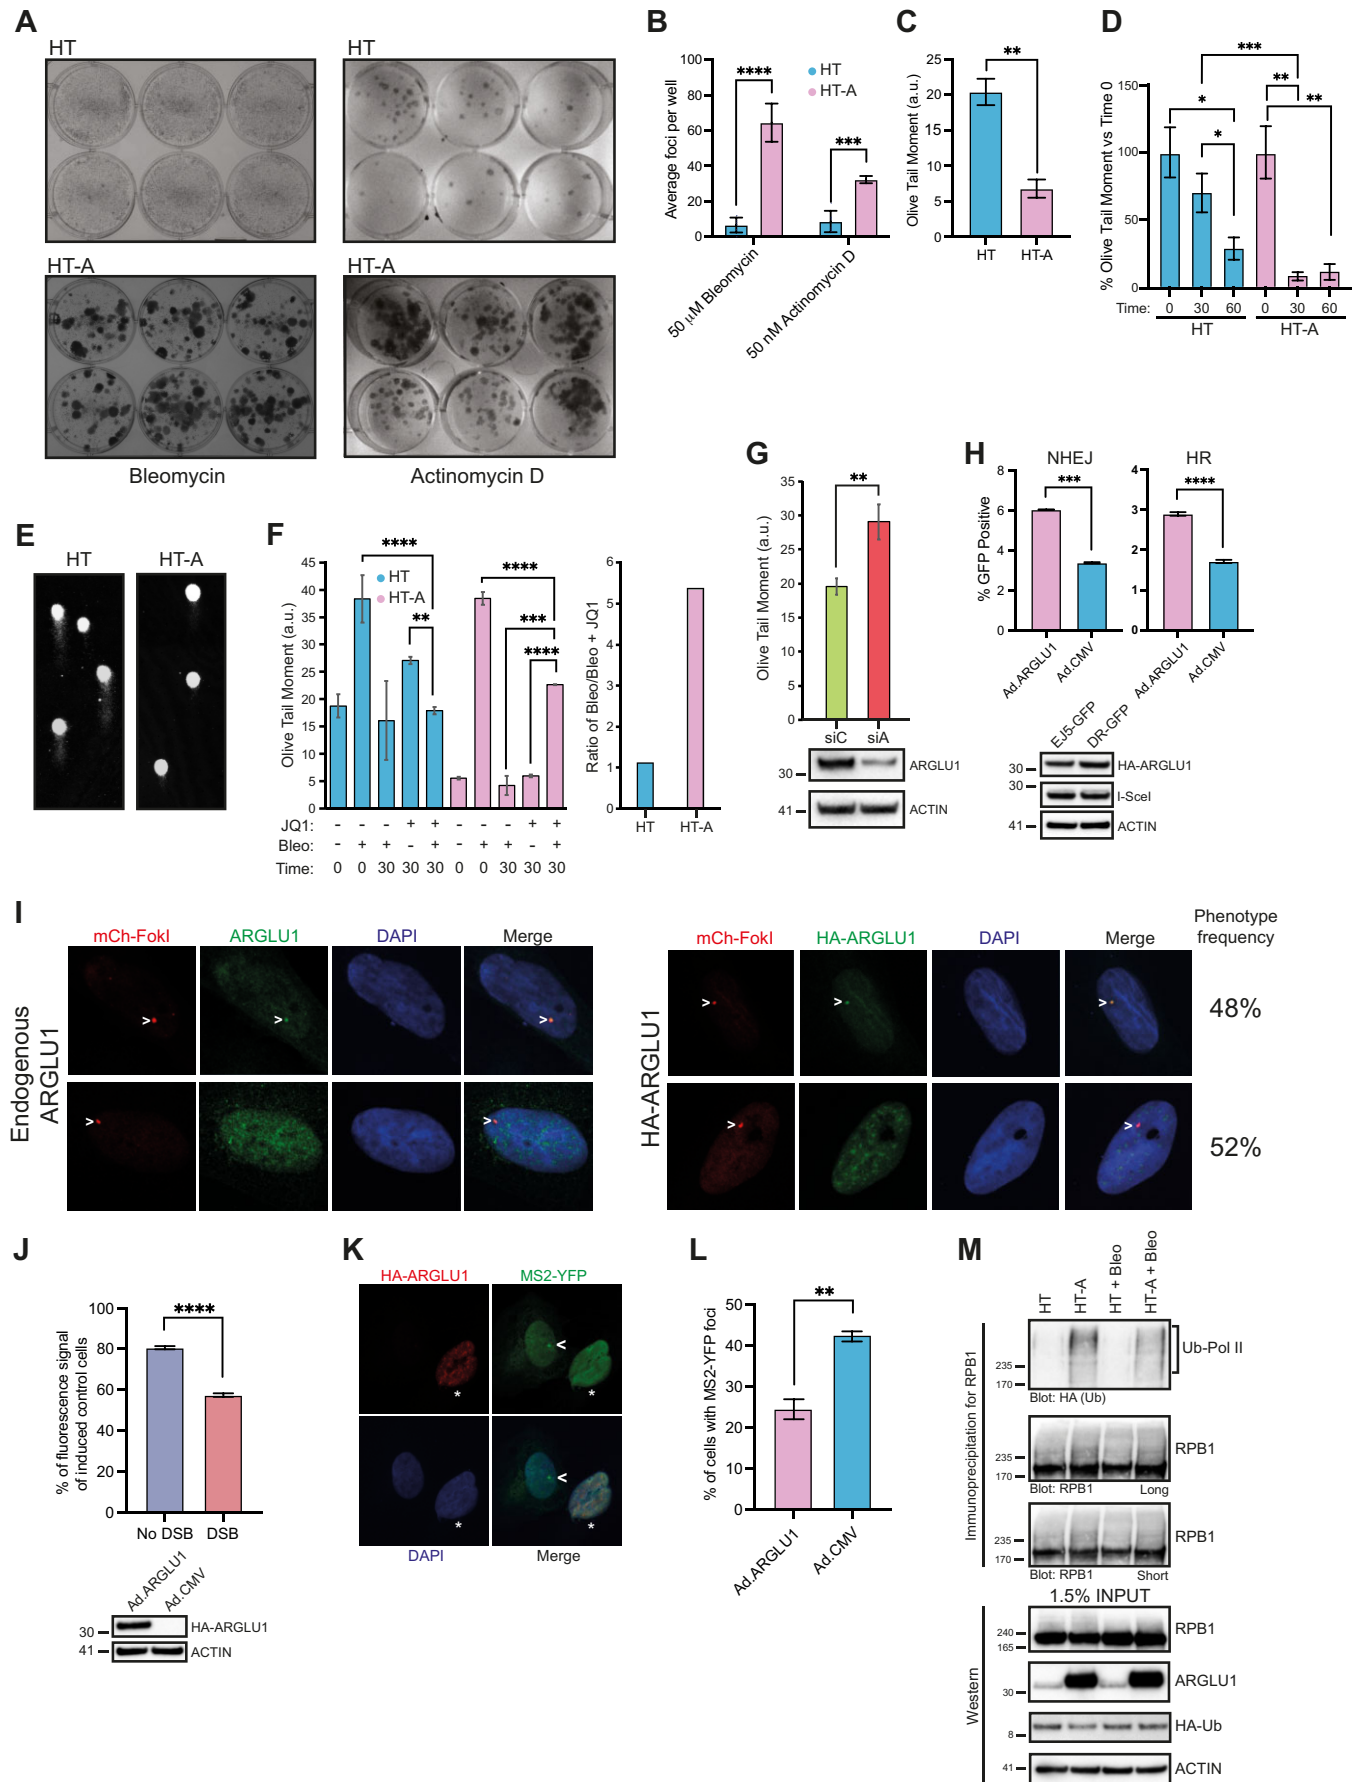 A
HT
HT
HT-A
HT-A
Bleomycin
Actinomycin D
B
Average foci per well
100
80
60
40
20
0
****
***
HT
HT-A
50 μM Bleomycin
50 nM Actinomycin D
C
Olive Tail Moment (a.u.)
25
20
15
10
5
0
**
HT
HT-A
D
% Olive Tail Moment vs Time 0
150
100
50
0
***
**
*
**
*
Time: 0 30 60 0 30 60
HT
HT-A
E
HT
HT-A
F
Olive Tail Moment (a.u.)
45
40
35
30
25
20
15
10
5
0
HT
HT-A
****
**
****
***
****
JQ1: - - - + + - - - + +
Bleo: - + + - + - + + - +
Time: 0 0 30 30 30 0 0 30 30 30
Ratio of Bleo/Bleo + JQ1
6
5
4
3
2
1
0
HT
HT-A
G
Olive Tail Moment (a.u.)
35
30
25
20
15
10
5
0
**
siC
siA
30
ARGLU1
41
ACTIN
H
NHEJ
HR
% GFP Positive
8
6
4
2
0
***
Ad.ARGLU1
Ad.CMV
4
3
2
1
0
****
Ad.ARGLU1
Ad.CMV
EJ5-GFP
DR-GFP
30
HA-ARGLU1
30
I-SceI
41
ACTIN
I
mCh-FokI
ARGLU1
DAPI
Merge
Endogenous
ARGLU1
mCh-FokI
HA-ARGLU1
DAPI
Merge
HA-ARGLU1
Phenotype
frequency
48%
52%
J
% of fluorescence signal
of induced control cells
100
80
60
40
20
0
****
No DSB
DSB
Ad.ARGLU1
Ad.CMV
30
HA-ARGLU1
41
ACTIN
K
HA-ARGLU1
MS2-YFP
<
*
*
<
*
*
DAPI
Merge
L
% of cells with MS2-YFP foci
50
40
30
20
10
0
**
Ad.ARGLU1
Ad.CMV
M
HT
HT-A
HT + Bleo
HT-A + Bleo
Immunoprecipitation for RPB1
235
170
Ub-Pol II
Blot: HA (Ub)
235
170
RPB1
Blot: RPB1
Long
235
170
RPB1
Blot: RPB1
Short
1.5% INPUT
Western
240
165
RPB1
30
ARGLU1
8
HA-Ub
41
ACTIN